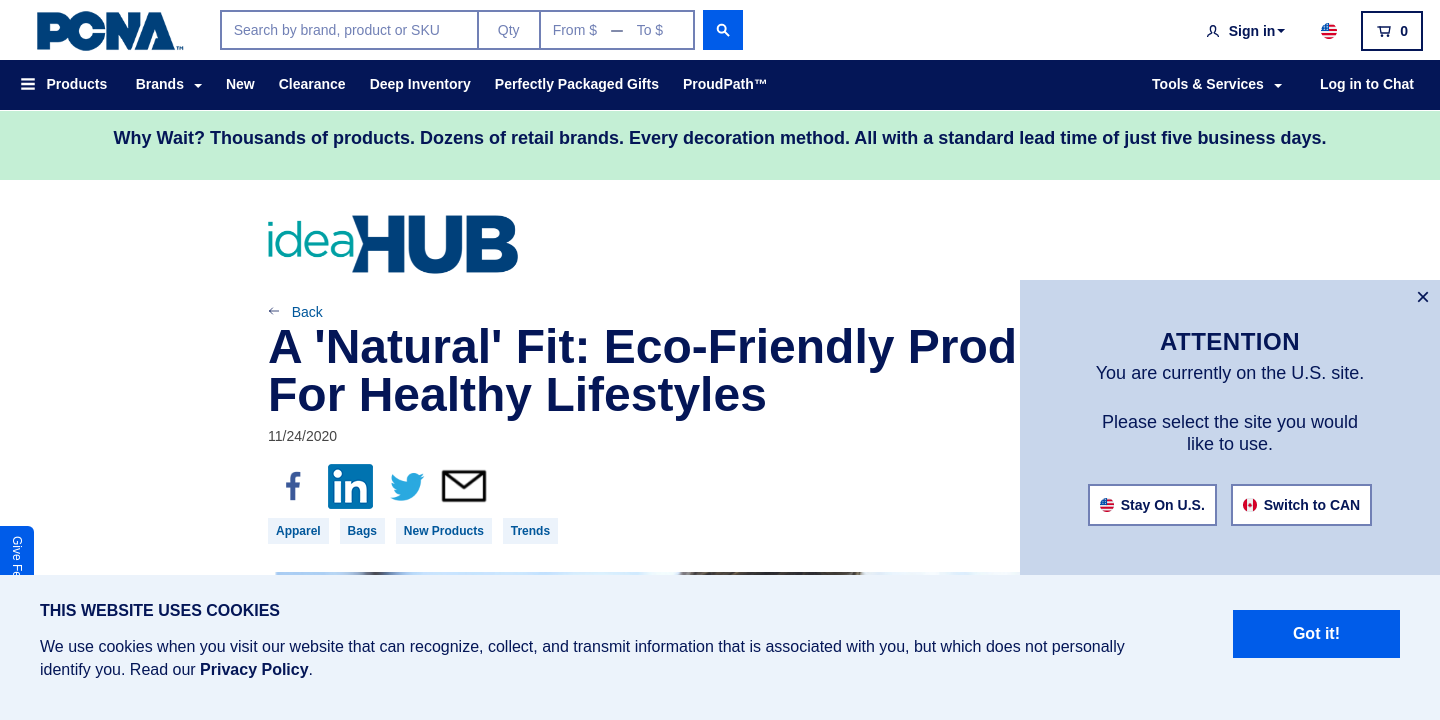 PCNA™
Search by brand, product or SKU
Qty
From $ — To $
Sign in
0
Products
Brands
New
Clearance
Deep Inventory
Perfectly Packaged Gifts
ProudPath™
Tools & Services
Log in to Chat
Why Wait? Thousands of products. Dozens of retail brands. Every decoration method. All with a standard lead time of just five business days.
ideaHUB
Back
A 'Natural' Fit: Eco-Friendly Prod
For Healthy Lifestyles
11/24/2020
Apparel
Bags
New Products
Trends
×
ATTENTION
You are currently on the U.S. site.
Please select the site you would
like to use.
Stay On U.S.
Switch to CAN
Give
THIS WEBSITE USES COOKIES
We use cookies when you visit our website that can recognize, collect, and transmit information that is associated with you, but which does not personally
identify you. Read our Privacy Policy.
Got it!